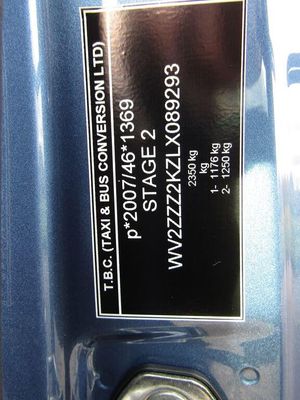 T.B.C. (TAXI & BUS CONVERSION LTD)
p*2007/46*1369
STAGE 2
WV2ZZZ2KZLX089293
2350 kg
kg
1- 1176 kg
2- 1250 kg